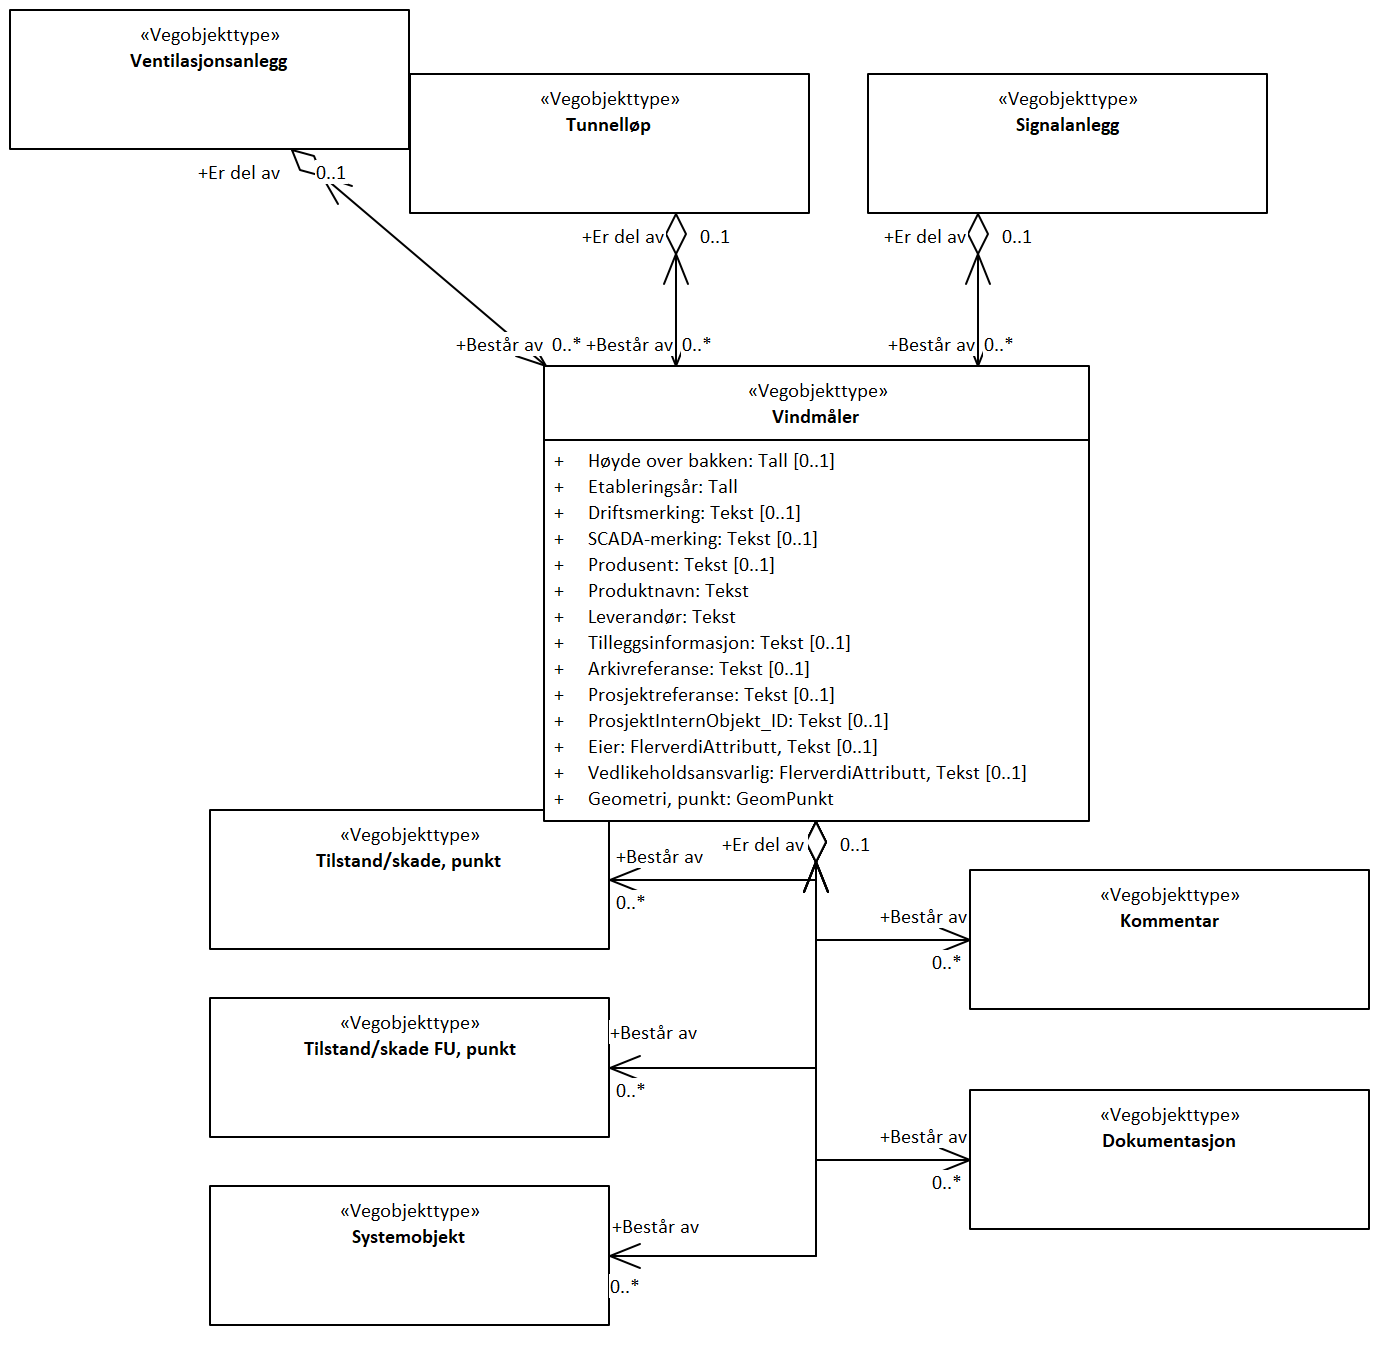 «Vegobjekttype»
Ventilasjonsanlegg
«Vegobjekttype»
Tunnelløp
«Vegobjekttype»
Signalanlegg
+Er del av 0..1
+Er del av 0..1
+Er del av 0..1
+Består av 0..*
+Består av 0..*
+Består av 0..*
«Vegobjekttype»
Vindmåler
+ Høyde over bakken: Tall [0..1]
+ Etableringsår: Tall
+ Driftsmerking: Tekst [0..1]
+ SCADA-merking: Tekst [0..1]
+ Produsent: Tekst [0..1]
+ Produktnavn: Tekst
+ Leverandør: Tekst
+ Tilleggsinformasjon: Tekst [0..1]
+ Arkivreferanse: Tekst [0..1]
+ Prosjektreferanse: Tekst [0..1]
+ ProsjektInternObjekt_ID: Tekst [0..1]
+ Eier: FlerverdiAttributt, Tekst [0..1]
+ Vedlikeholdsansvarlig: FlerverdiAttributt, Tekst [0..1]
+ Geometri, punkt: GeomPunkt
+Er del av 0..1
«Vegobjekttype»
Tilstand/skade, punkt
+Består av
0..*
«Vegobjekttype»
Kommentar
+Består av
0..*
«Vegobjekttype»
Tilstand/skade FU, punkt
+Består av
0..*
«Vegobjekttype»
Dokumentasjon
+Består av
0..*
«Vegobjekttype»
Systemobjekt
+Består av
0..*